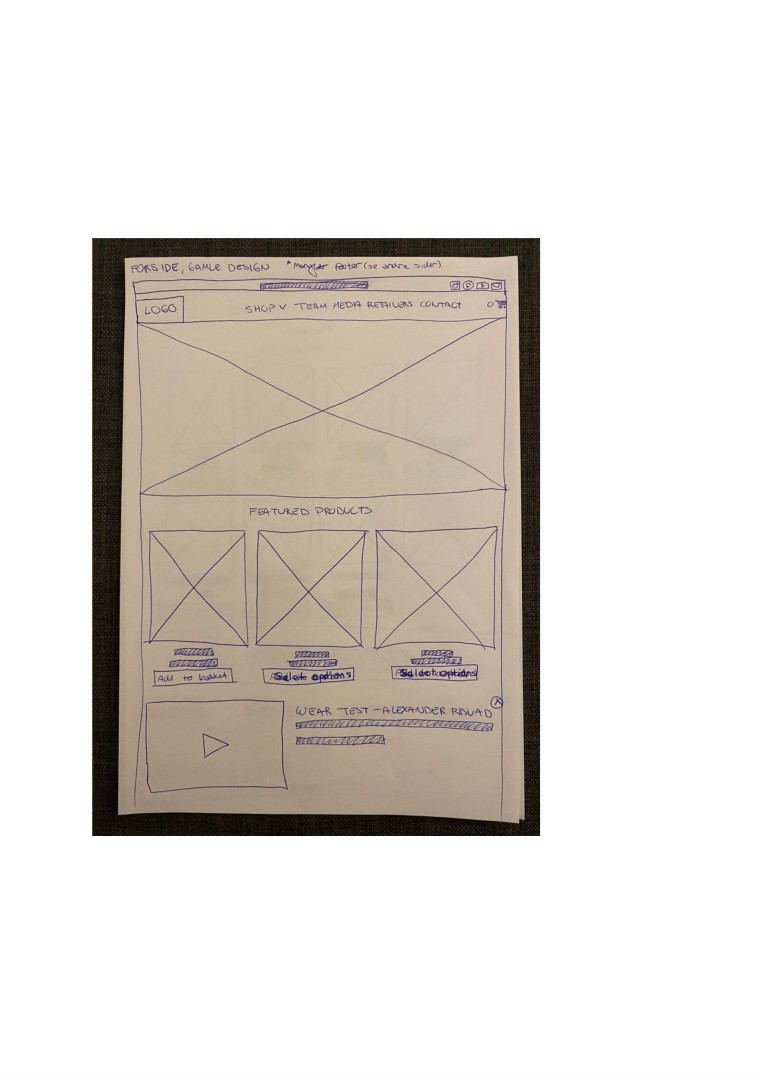 FORSIDE, GAMLE DESIGN *Mangler footer (se andre sider)
LOGO SHOP V TEAM MEDIA RETAILERS CONTACT 0
FEATURED PRODUCTS
Add to basket Select options Select options
WEAR TEST - ALEXANDER